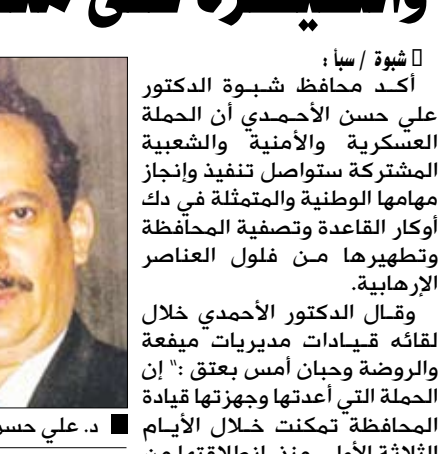 شبوة / سبأ :
أكـد محافظ شـبـوة الدكتور
علي حسن الأحـمـدي أن الحملة
العسكرية والأمنية والشعبية
المشتركة ستواصل تنفيذ وإنجاز
مهامها الوطنية والمتمثلة في دك
أوكار القاعدة وتصفية المحافظة
وتطهيرها مـن فلول العناصر
الإرهابية.
وقـال الدكتور الأحمدي خلال
لقائه قـيـادات مديريات ميفعة
والروضة وحبان أمس بعتق :" إن
الحملة التي أعدتها وجهزتها قيادة
المحافظة تمكنت خـلال الأيـام
د. علي حسن